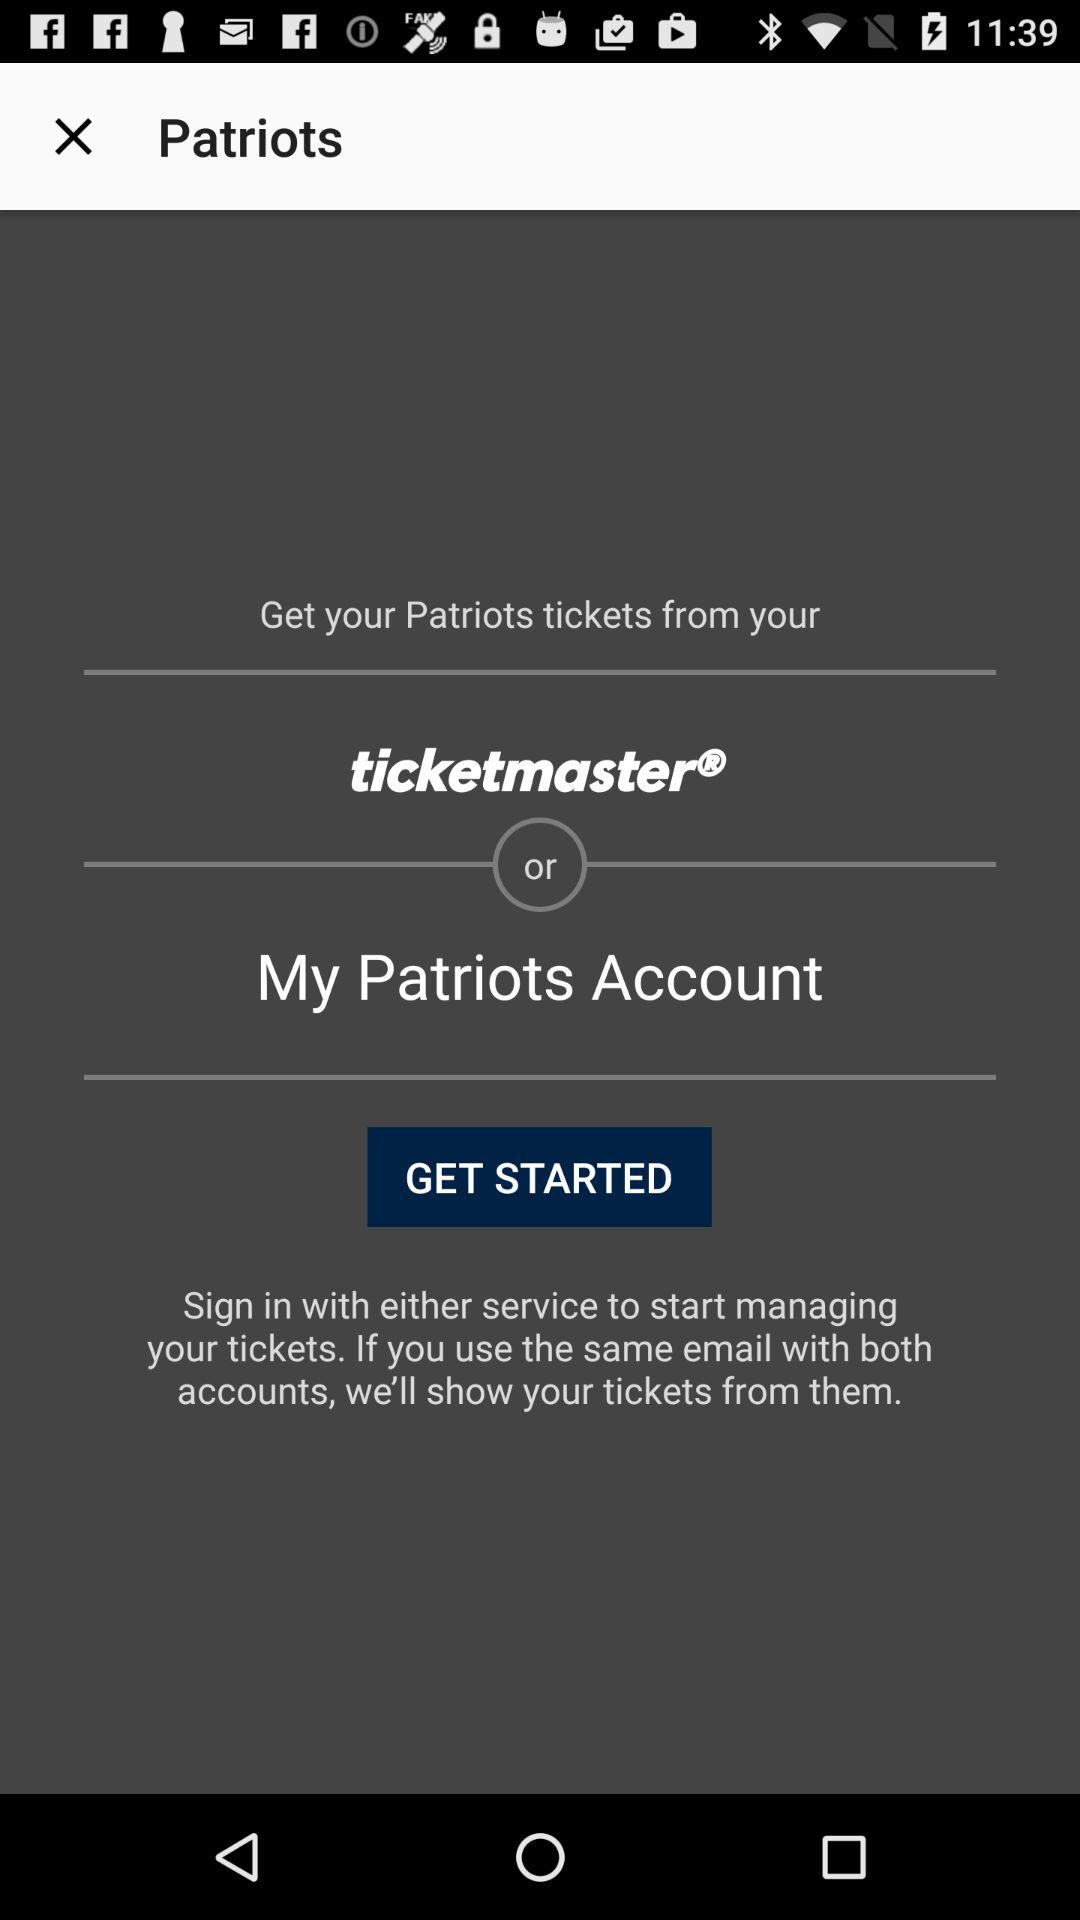 FAKE
11:39
Patriots
Get your Patriots tickets from your
ticketmaster®
or
My Patriots Account
GET STARTED
Sign in with either service to start managing
your tickets. If you use the same email with both
accounts, we’ll show your tickets from them.